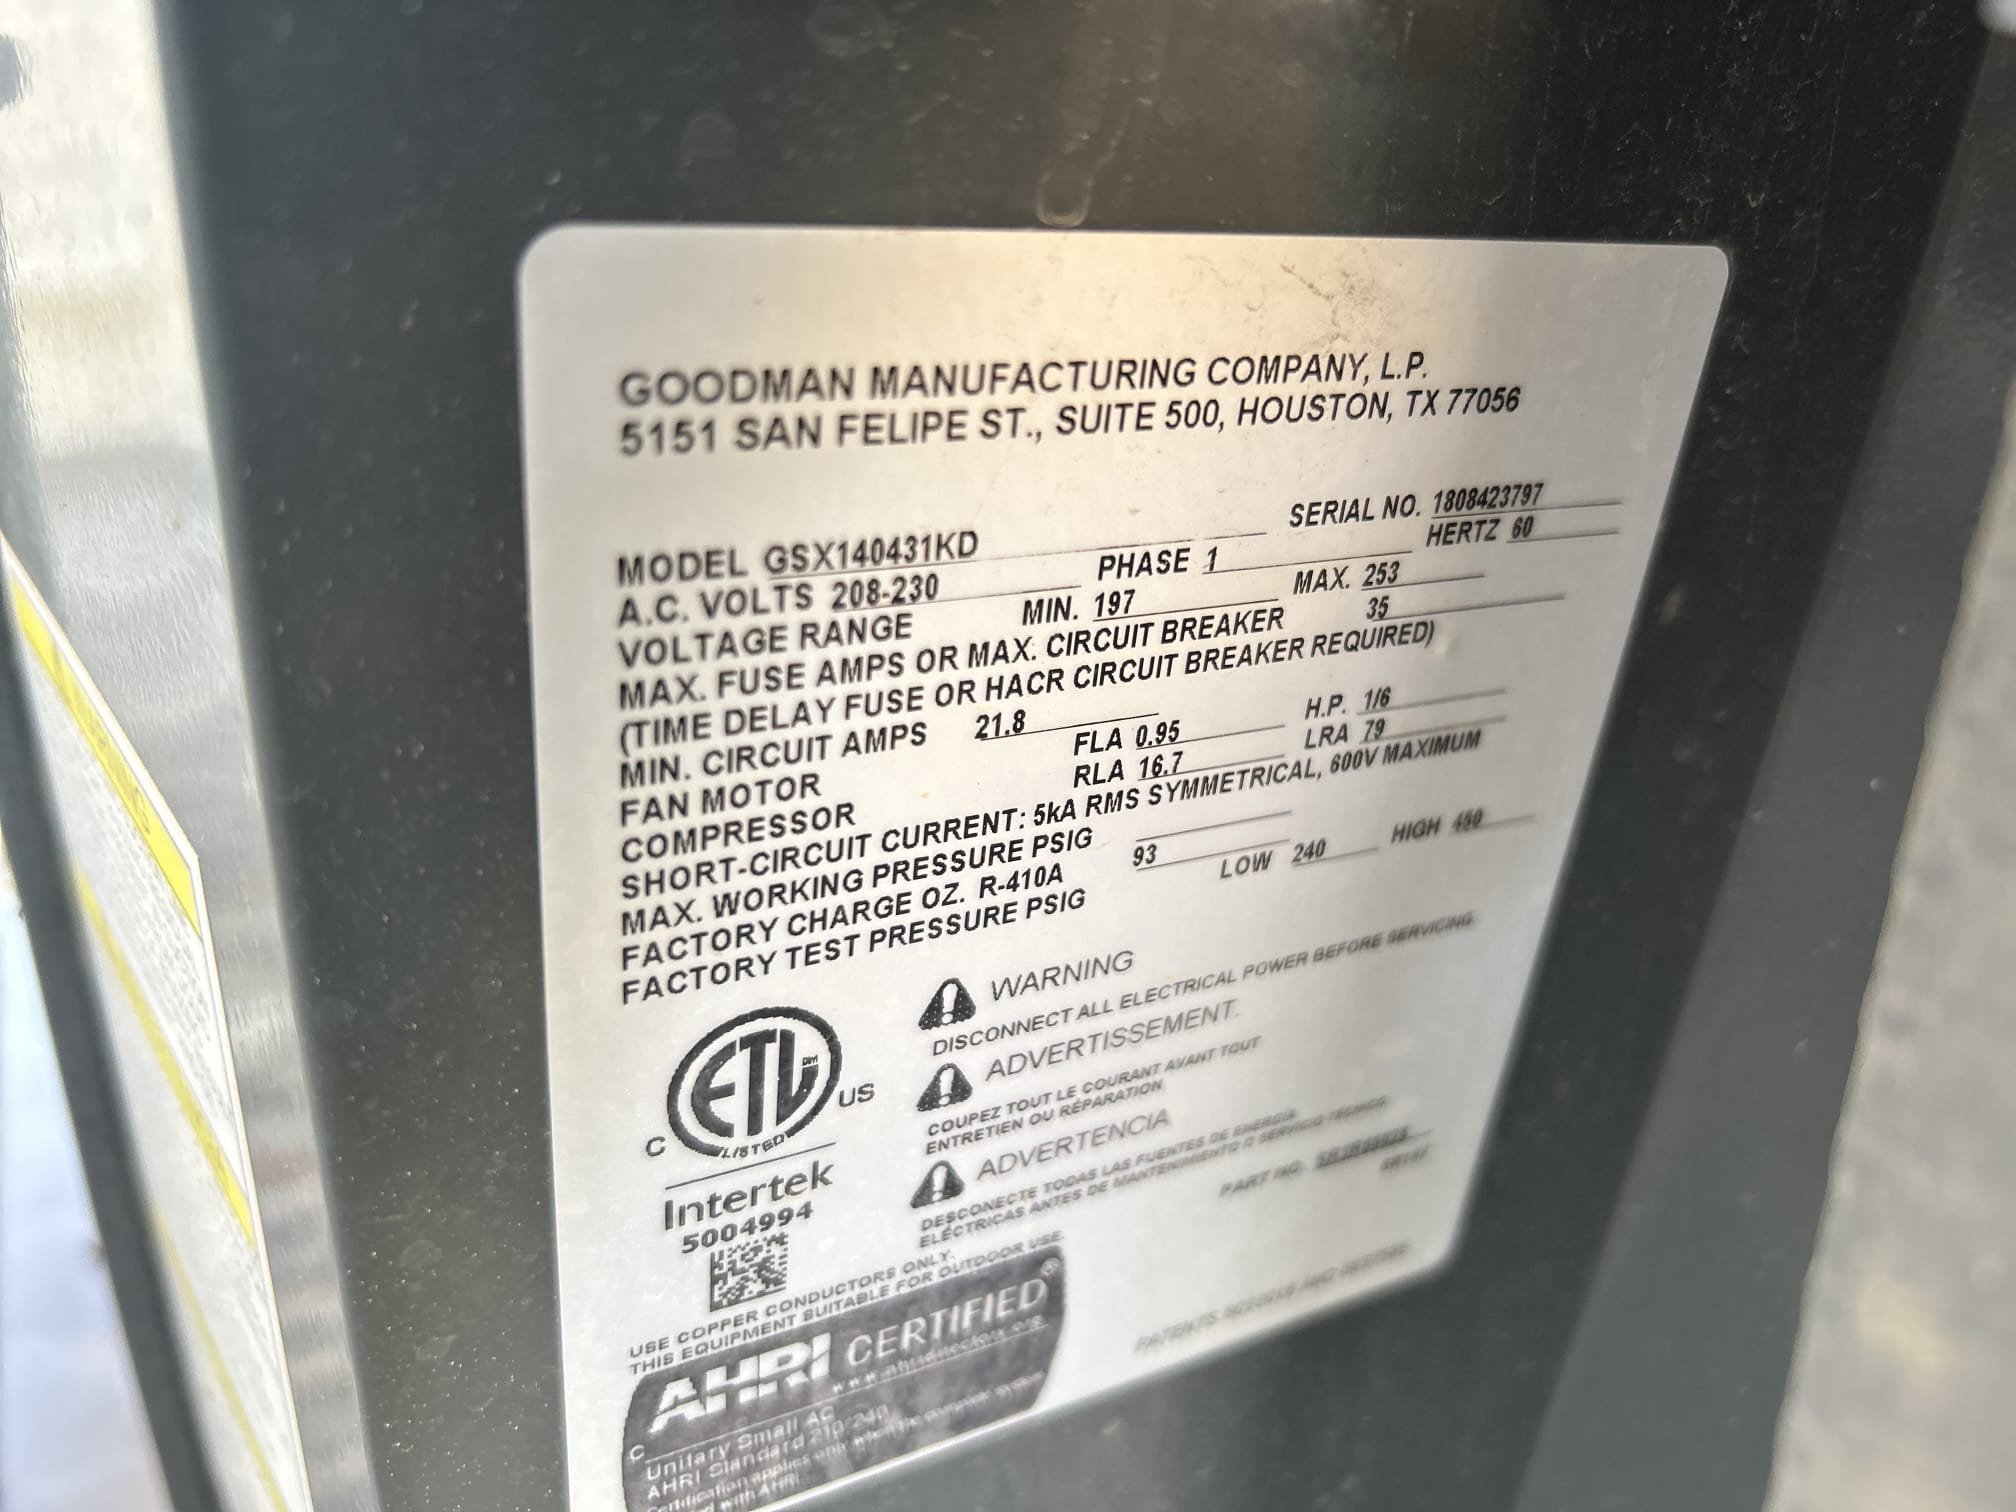 GOODMAN MANUFACTURING COMPANY, L.P.
5151 SAN FELIPE ST., SUITE 500, HOUSTON, TX 77056
SERIAL NO. 1808423797
MODEL GSX140431KD
HERTZ 60
A.C. VOLTS 208-230 PHASE 1
VOLTAGE RANGE MIN. 197 MAX. 253
MAX. FUSE AMPS OR MAX. CIRCUIT BREAKER 35
(TIME DELAY FUSE OR HACR CIRCUIT BREAKER REQUIRED)
MIN. CIRCUIT AMPS 21.8
FAN MOTOR FLA 0.95 H.P. 1/6
COMPRESSOR RLA 16.7 LRA 79
SHORT-CIRCUIT CURRENT: 5kA RMS SYMMETRICAL, 600V MAXIMUM
MAX. WORKING PRESSURE PSIG
FACTORY CHARGE OZ. R-410A 93
FACTORY TEST PRESSURE PSIG LOW 240 HIGH 450
WARNING
DISCONNECT ALL ELECTRICAL POWER BEFORE SERVICING.
ADVERTISSEMENT.
COUPEZ TOUT LE COURANT AVANT TOUT
ENTRETIEN OU RÉPARATION
ADVERTENCIA
DESCONECTE TODAS LAS FUENTES DE ENERGÍA
ELÉCTRICAS ANTES DE MANTENIMIENTO O SERVICIO TÉCNICO
PART NO.
C ETL US
LISTED
Intertek
5004994
USE COPPER CONDUCTORS ONLY.
THIS EQUIPMENT SUITABLE FOR OUTDOOR USE.
AHRI CERTIFIED®
www.ahridirectory.org
Unitary Small AC
AHRI Standard 210/240
PATENTS